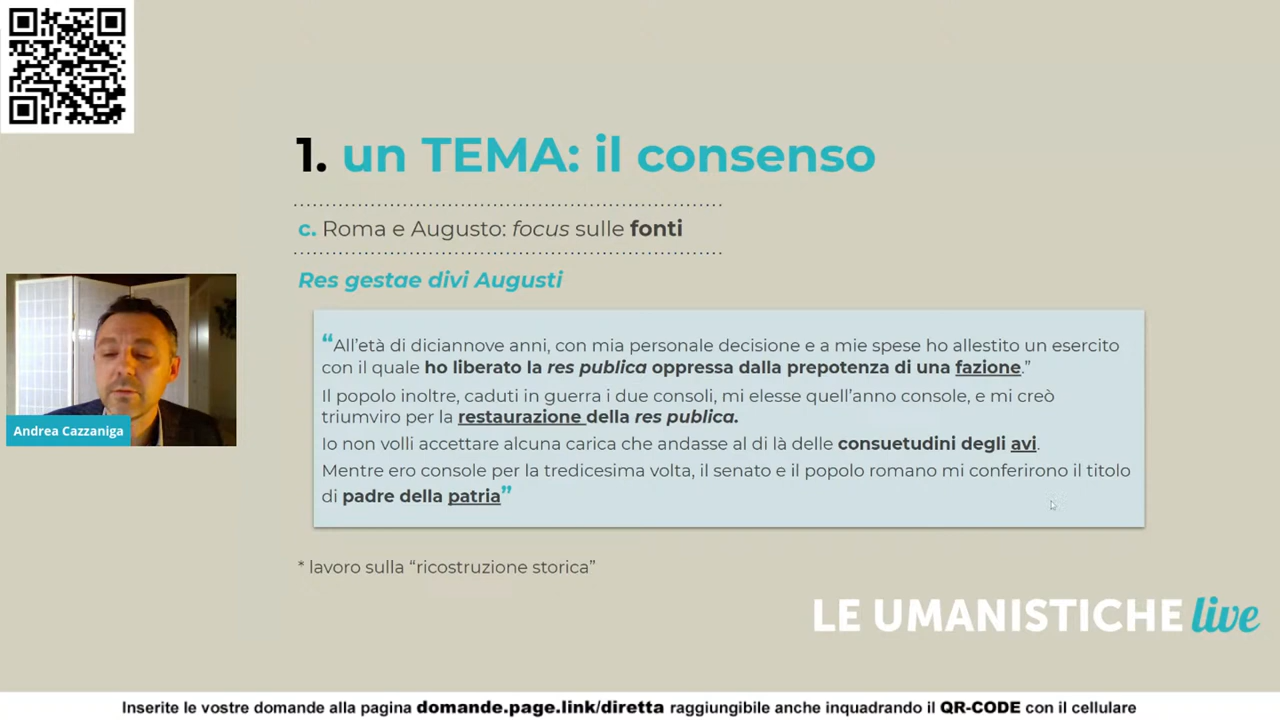 1. un TEMA: il consenso
c. Roma e Augusto: focus sulle fonti
Res gestae divi Augusti
“All’età di diciannove anni, con mia personale decisione e a mie spese ho allestito un esercito
con il quale ho liberato la res publica oppressa dalla prepotenza di una fazione.”
Il popolo inoltre, caduti in guerra i due consoli, mi elesse quell’anno console, e mi creò
triumviro per la restaurazione della res publica.
Io non volli accettare alcuna carica che andasse al di là delle consuetudini degli avi.
Mentre ero console per la tredicesima volta, il senato e il popolo romano mi conferirono il titolo
di padre della patria”
* lavoro sulla “ricostruzione storica”
Andrea Cazzaniga
LE UMANISTICHE live
Inserite le vostre domande alla pagina domande.page.link/diretta raggiungibile anche inquadrando il QR-CODE con il cellulare